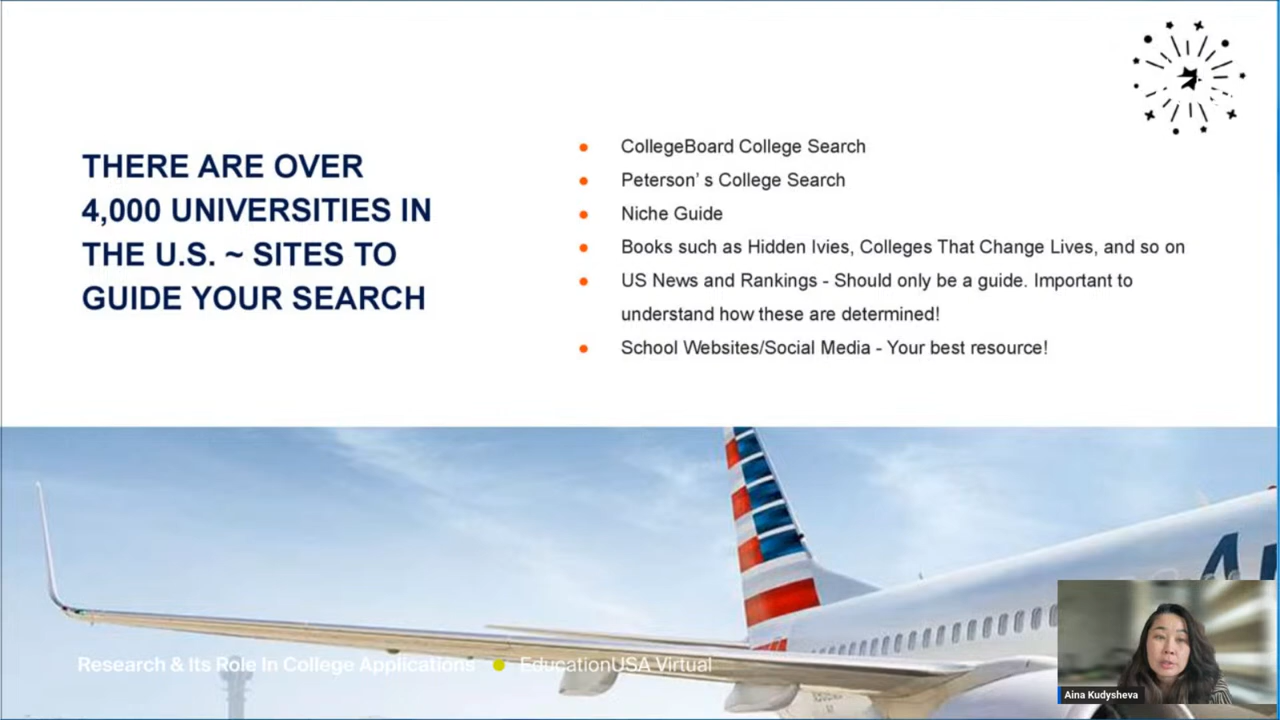 THERE ARE OVER
4,000 UNIVERSITIES IN
THE U.S. ~ SITES TO
GUIDE YOUR SEARCH
CollegeBoard College Search
Peterson’ s College Search
Niche Guide
Books such as Hidden Ivies, Colleges That Change Lives, and so on
US News and Rankings - Should only be a guide. Important to
understand how these are determined!
School Websites/Social Media - Your best resource!
Research & Its Role In College Applications
EducationUSA Virtual
Aina Kudysheva